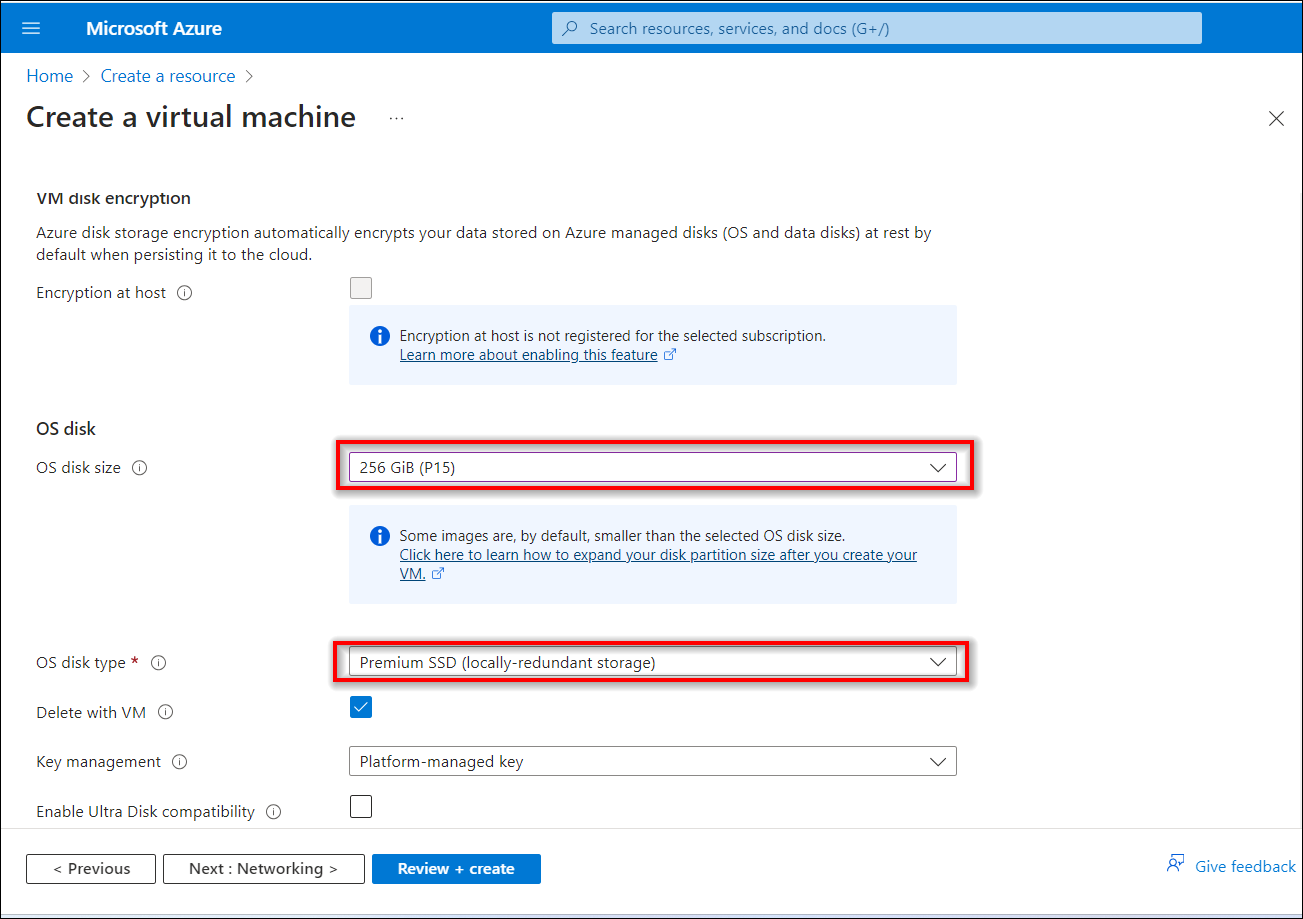 Microsoft Azure
Search resources, services, and docs (G+/)
Home > Create a resource >
Create a virtual machine ...
VM disk encryption
Azure disk storage encryption automatically encrypts your data stored on Azure managed disks (OS and data disks) at rest by
default when persisting it to the cloud.
Encryption at host
Encryption at host is not registered for the selected subscription.
Learn more about enabling this feature
OS disk
OS disk size
256 GiB (P15)
Some images are, by default, smaller than the selected OS disk size.
Click here to learn how to expand your disk partition size after you create your
VM.
OS disk type *
Premium SSD (locally-redundant storage)
Delete with VM
Key management
Platform-managed key
Enable Ultra Disk compatibility
< Previous
Next : Networking >
Review + create
Give feedback